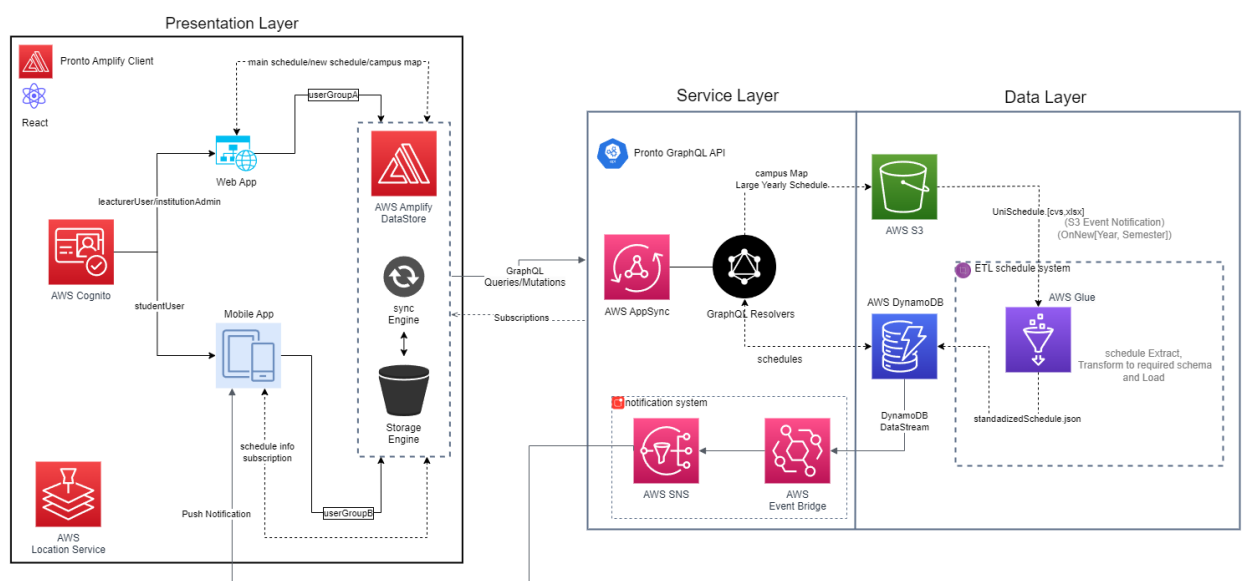 Presentation Layer
Pronto Amplify Client
React
main schedule/new schedule/campus map
userGroupA
Web App
leacturerUser/institutionAdmin
AWS Amplify
DataStore
AWS Cognito
studentUser
Mobile App
sync
Engine
Storage
Engine
schedule info
subscription
userGroupB
Push Notification
AWS
Location Service
GraphQL
Queries/Mutations
Subscriptions
Service Layer
Pronto GraphQL API
campus Map
Large Yearly Schedule
AWS AppSync
GraphQL Resolvers
schedules
notification system
AWS SNS
AWS
Event Bridge
Data Layer
AWS S3
UniSchedule.[cvs,xlsx]
(S3 Event Notification)
(OnNew[Year, Semester])
ETL schedule system
AWS Glue
AWS DynamoDB
schedule Extract,
Transform to required schema
and Load
standadizedSchedule.json
DynamoDB
DataStream